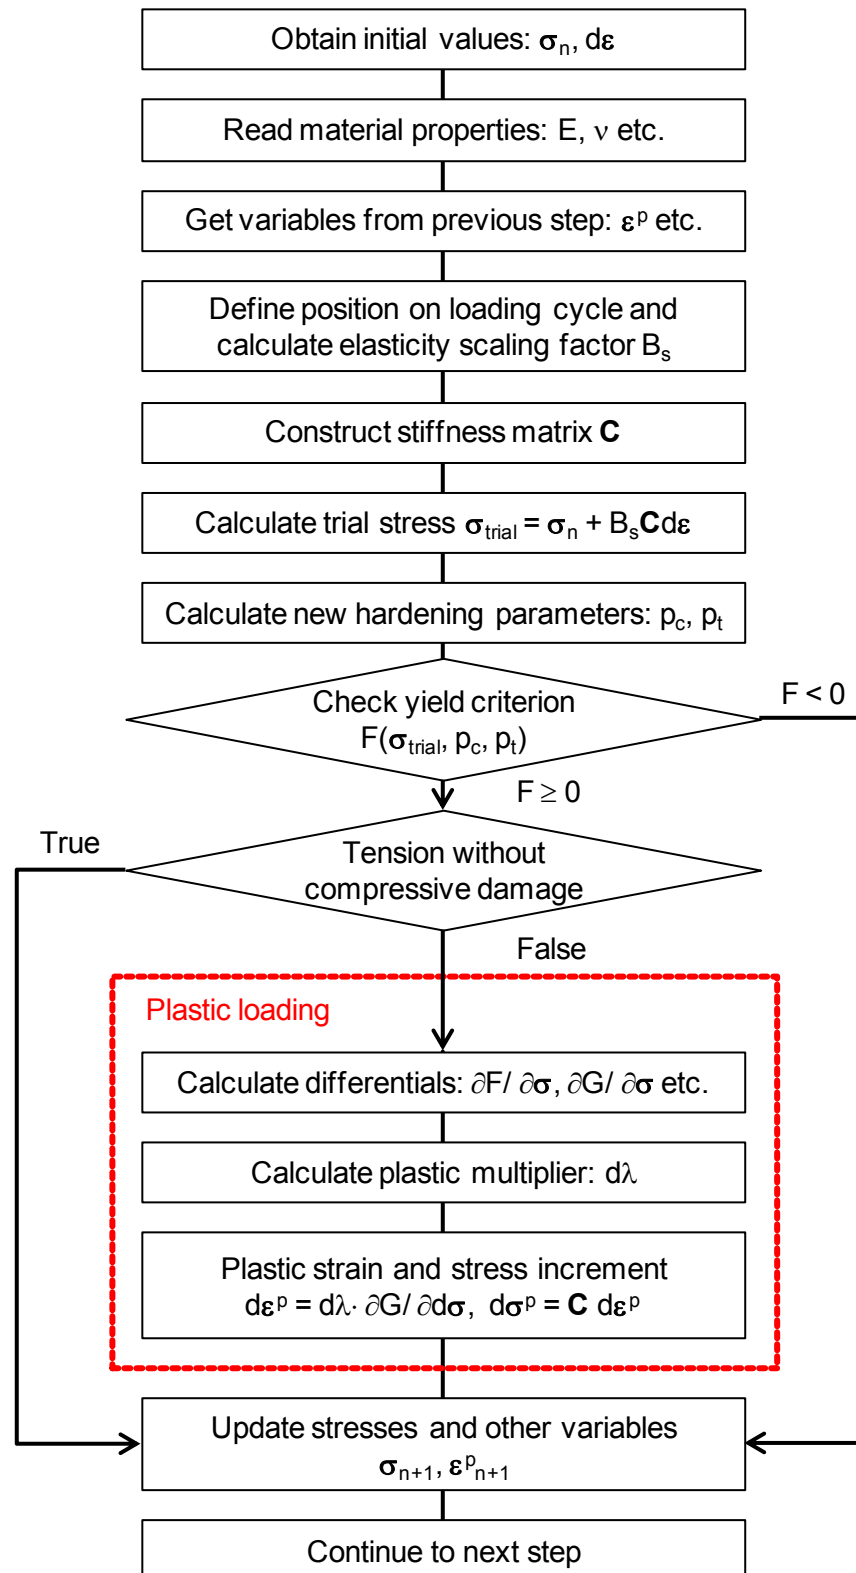 Obtain initial values: σₙ, dε
Read material properties: E, ν etc.
Get variables from previous step: εᵖ etc.
Define position on loading cycle and
calculate elasticity scaling factor Bₛ
Construct stiffness matrix C
Calculate trial stress σₜᵣᵢₐₗ = σₙ + BₛCdε
Calculate new hardening parameters: p_c, pₜ
Check yield criterion
F(σₜᵣᵢₐₗ, p_c, pₜ)
F < 0
F ≥ 0
True
Tension without
compressive damage
False
Plastic loading
Calculate differentials: ∂F/ ∂σ, ∂G/ ∂σ etc.
Calculate plastic multiplier: dλ
Plastic strain and stress increment
dεᵖ = dλ· ∂G/ ∂dσ, dσᵖ = C dεᵖ
Update stresses and other variables
σₙ₊₁, εᵖₙ₊₁
Continue to next step